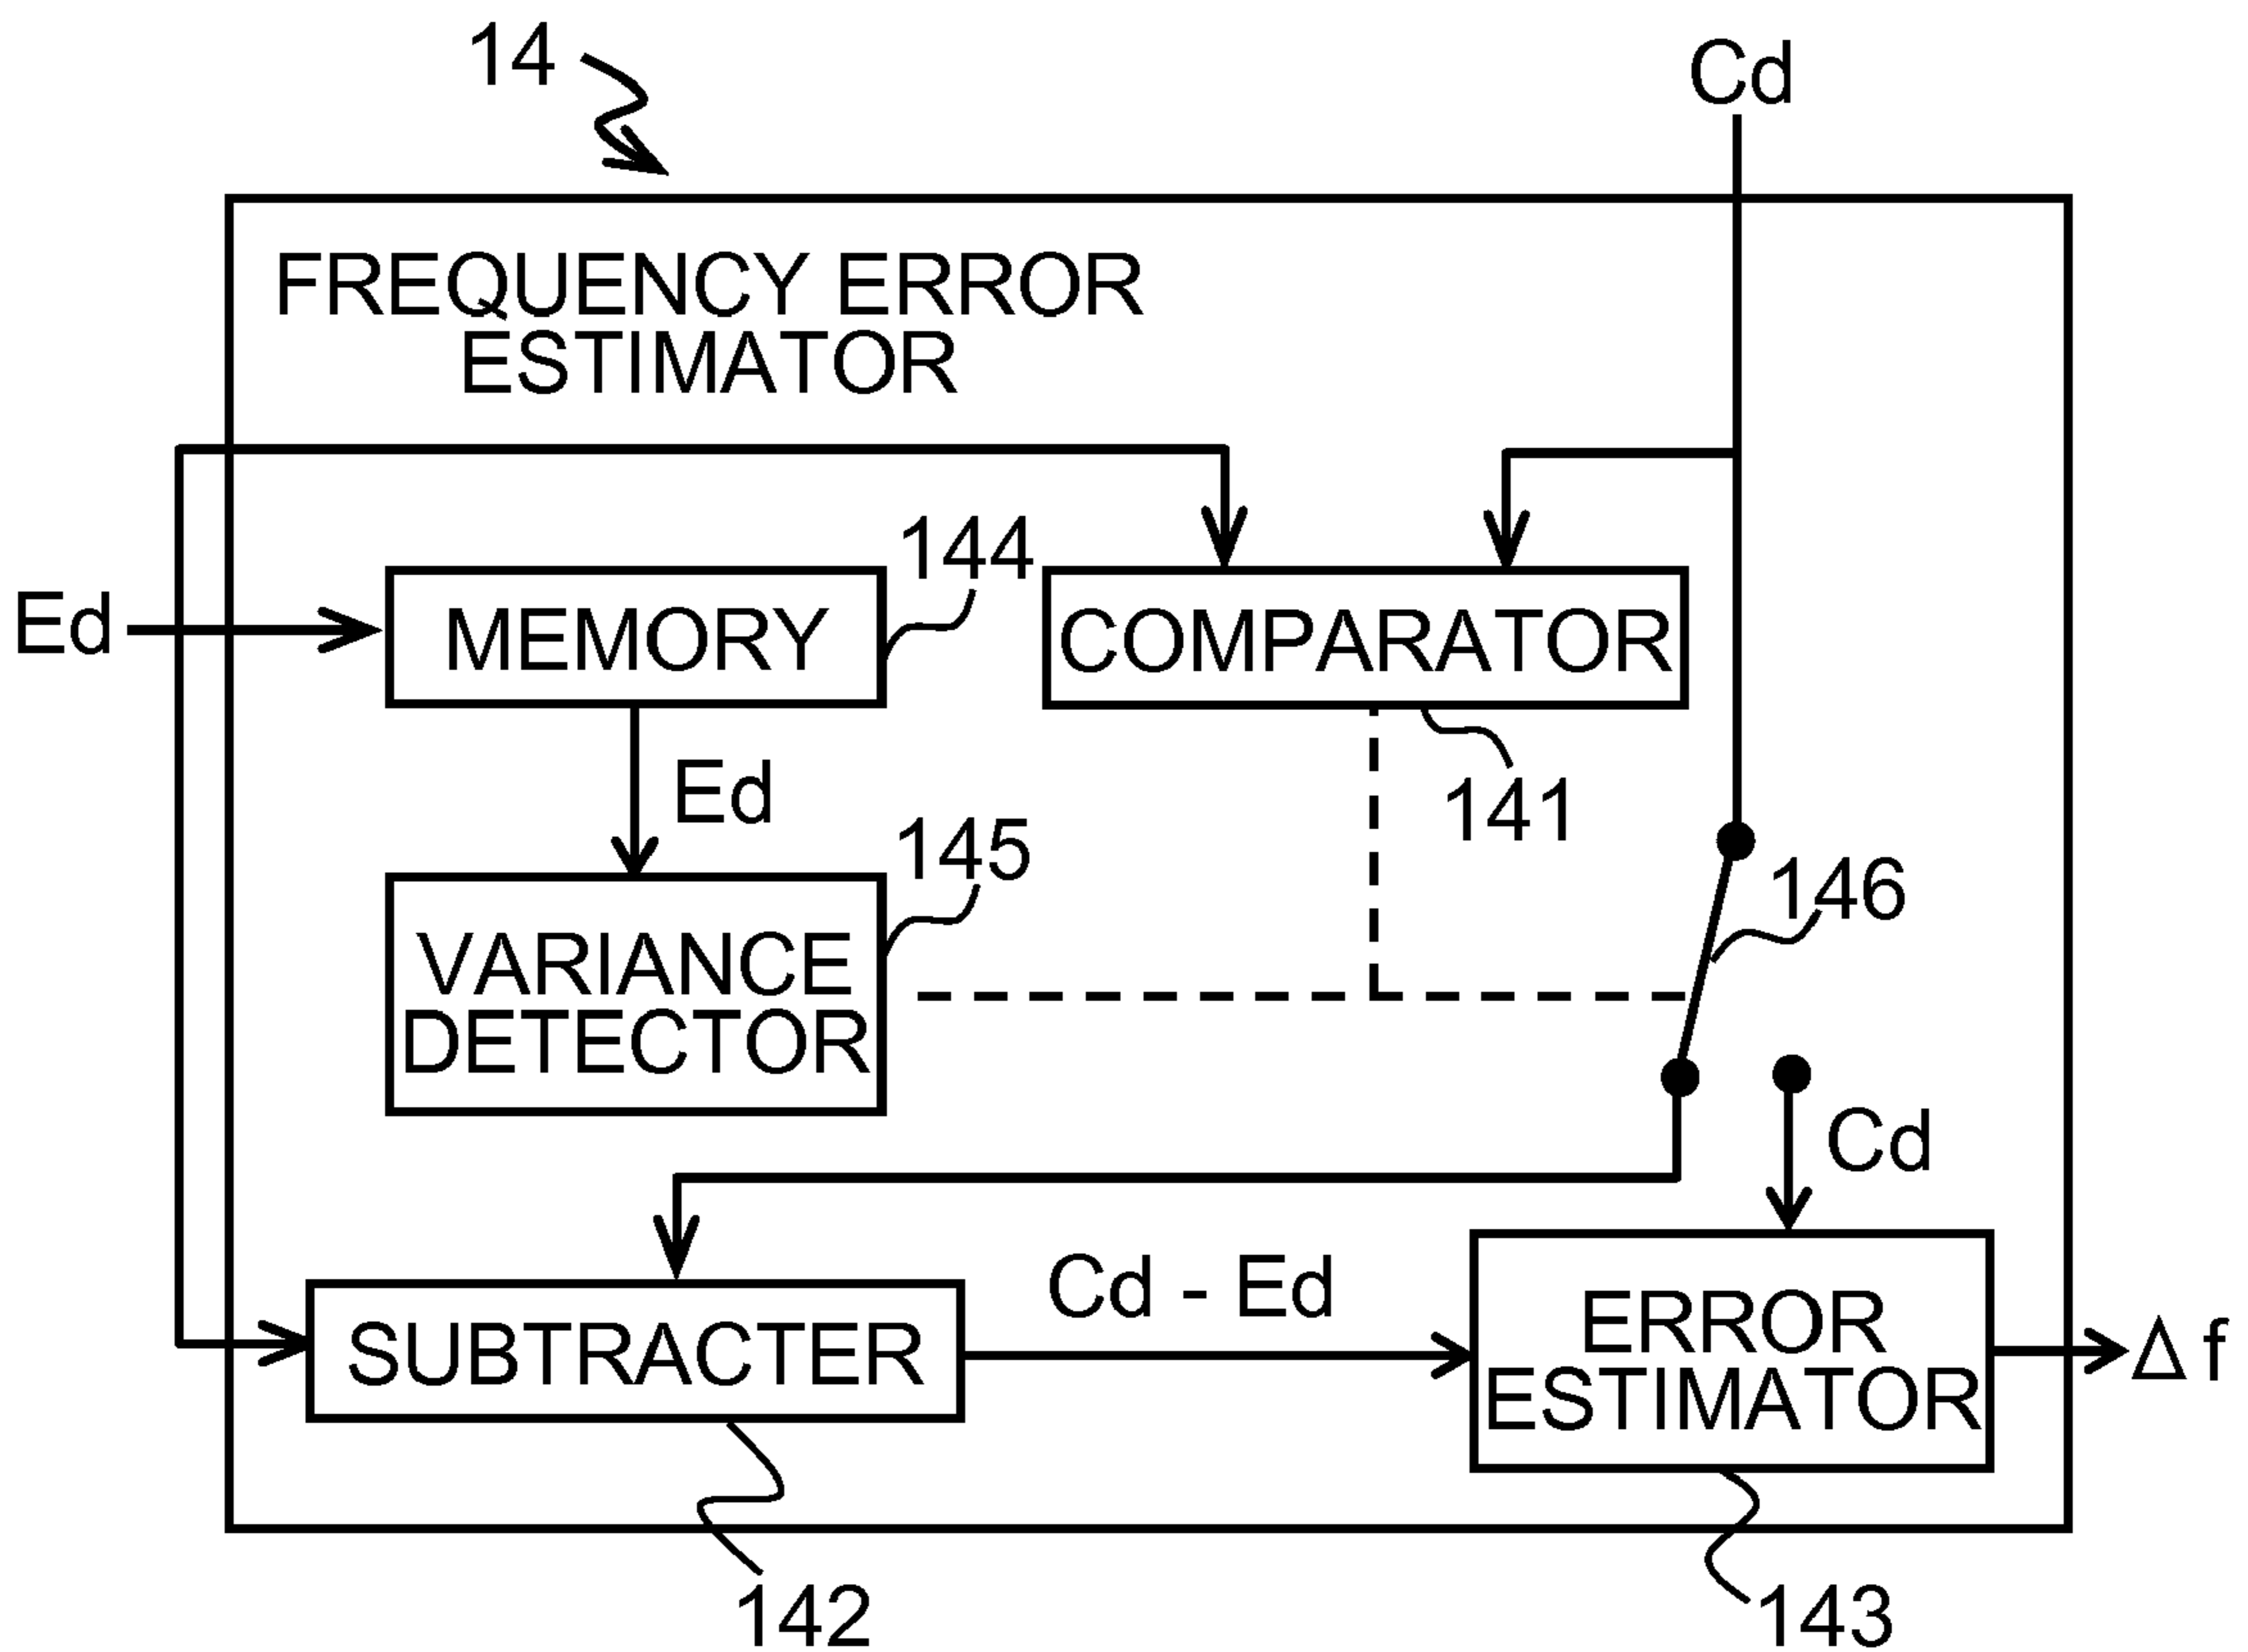 14
Cd
FREQUENCY ERROR
ESTIMATOR
144
Ed
MEMORY
COMPARATOR
Ed
141
145
146
VARIANCE
DETECTOR
Cd
Cd - Ed
SUBTRACTER
ERROR
ESTIMATOR
Δ f
142
143